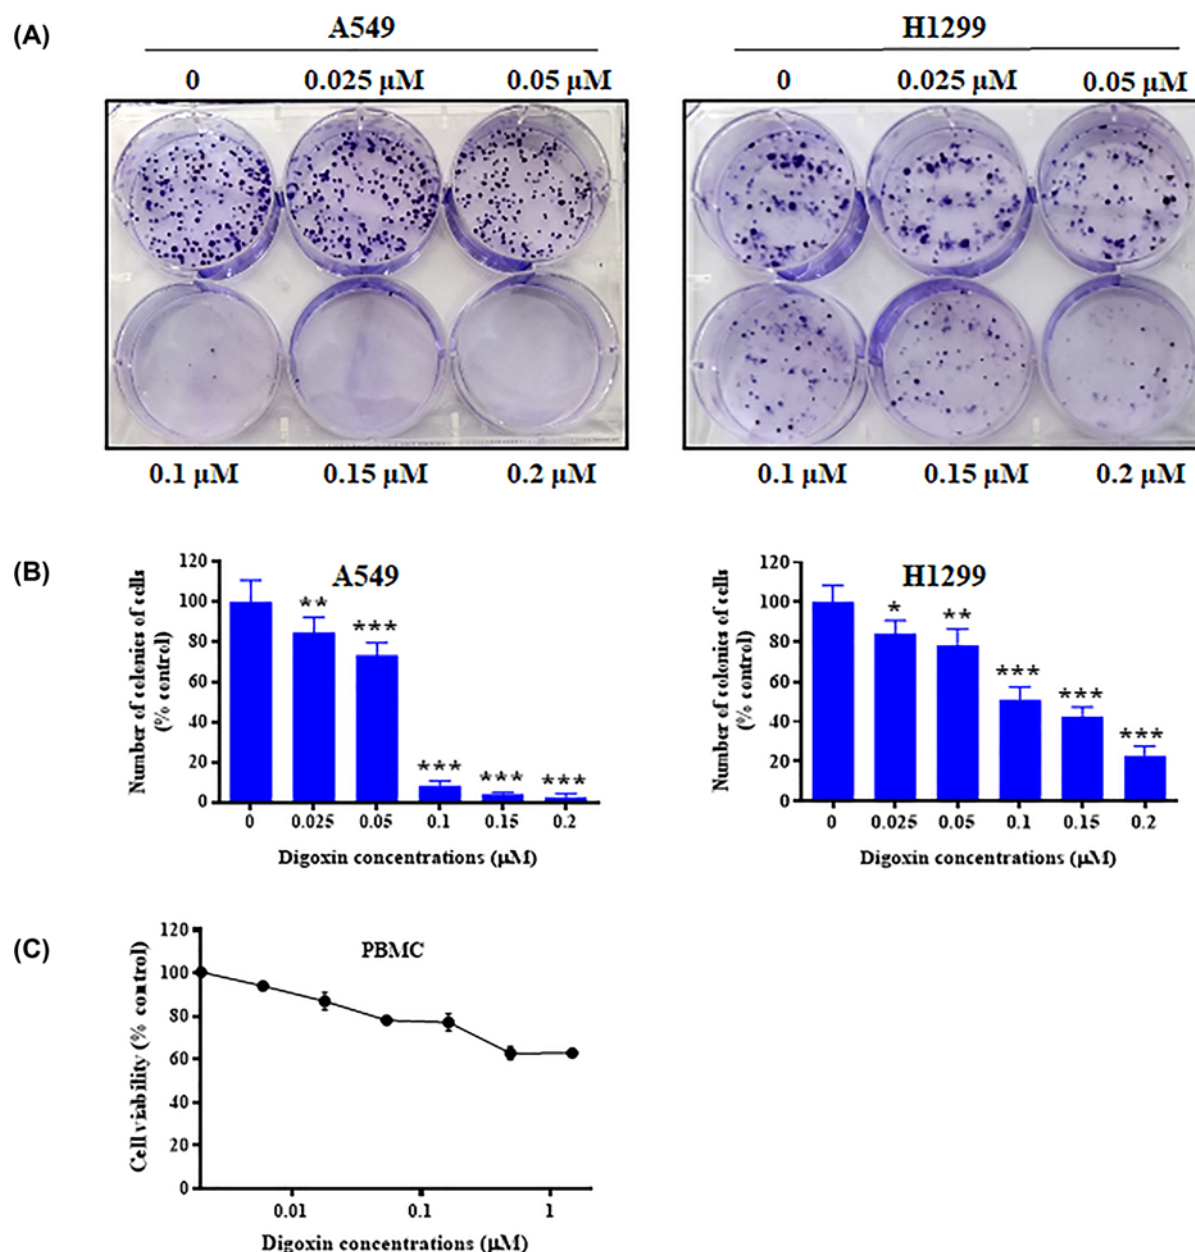 (A)
A549
H1299
0 0.025 μM 0.05 μM
0 0.025 μM 0.05 μM
0.1 μM 0.15 μM 0.2 μM
0.1 μM 0.15 μM 0.2 μM
(B)
A549
Number of colonies of cells
(% control)
120
100
80
60
40
20
0
** *** *** *** ***
0 0.025 0.05 0.1 0.15 0.2
Digoxin concentrations (μM)
H1299
Number of colonies of cells
(% control)
120
100
80
60
40
20
0
* ** *** *** ***
0 0.025 0.05 0.1 0.15 0.2
Digoxin concentrations (μM)
(C)
PBMC
Cell viability (% control)
120
100
80
60
40
20
0
0.01 0.1 1
Digoxin concentrations (μM)